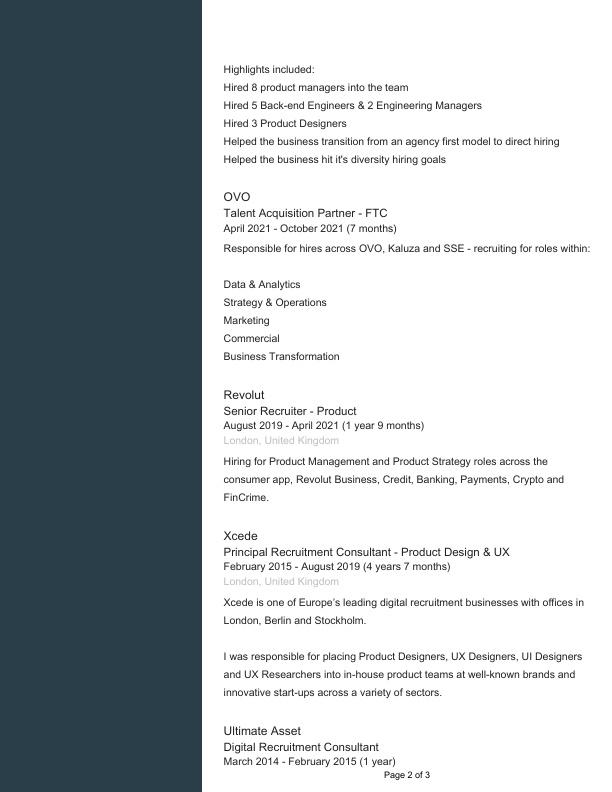 Highlights included:
Hired 8 product managers into the team
Hired 5 Back-end Engineers & 2 Engineering Managers
Hired 3 Product Designers
Helped the business transition from an agency first model to direct hiring
Helped the business hit it's diversity hiring goals
OVO
Talent Acquisition Partner - FTC
April 2021 - October 2021 (7 months)
Responsible for hires across OVO, Kaluza and SSE - recruiting for roles within:
Data & Analytics
Strategy & Operations
Marketing
Commercial
Business Transformation
Revolut
Senior Recruiter - Product
August 2019 - April 2021 (1 year 9 months)
London, United Kingdom
Hiring for Product Management and Product Strategy roles across the
consumer app, Revolut Business, Credit, Banking, Payments, Crypto and
FinCrime.
Xcede
Principal Recruitment Consultant - Product Design & UX
February 2015 - August 2019 (4 years 7 months)
London, United Kingdom
Xcede is one of Europe's leading digital recruitment businesses with offices in
London, Berlin and Stockholm.
I was responsible for placing Product Designers, UX Designers, UI Designers
and UX Researchers into in-house product teams at well-known brands and
innovative start-ups across a variety of sectors.
Ultimate Asset
Digital Recruitment Consultant
March 2014 - February 2015 (1 year)
Page 2 of 3